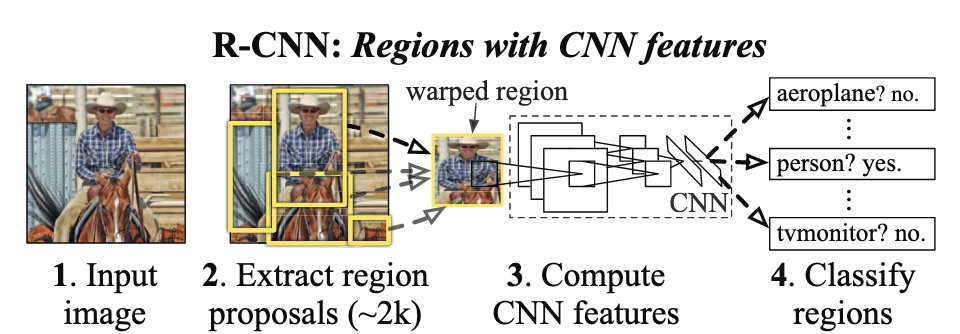 R-CNN: Regions with CNN features
warped region
aeroplane? no.
person? yes.
tvmonitor? no.
CNN
1. Input
image
2. Extract region
proposals (~2k)
3. Compute
CNN features
4. Classify
regions